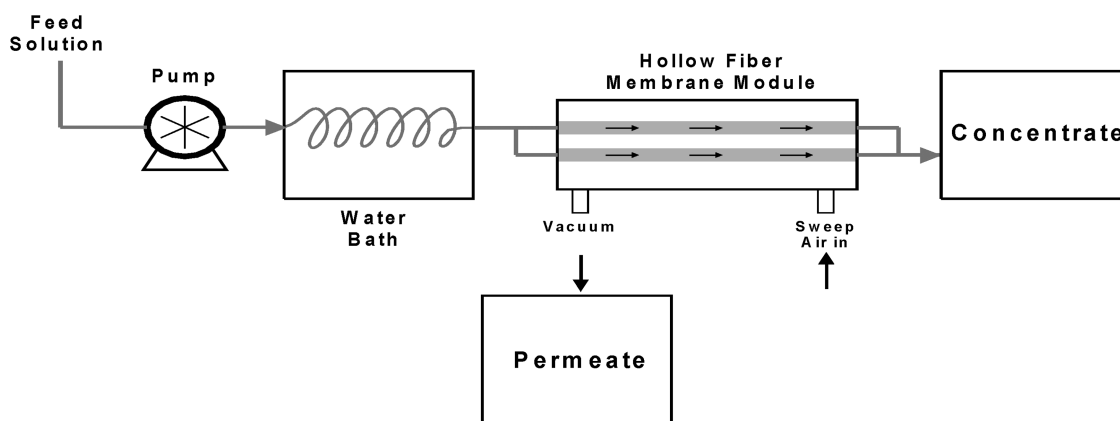 Feed
Solution
Pump
Water
Bath
Hollow Fiber
Membrane Module
Vacuum
Sweep
Air in
Concentrate
Permeate